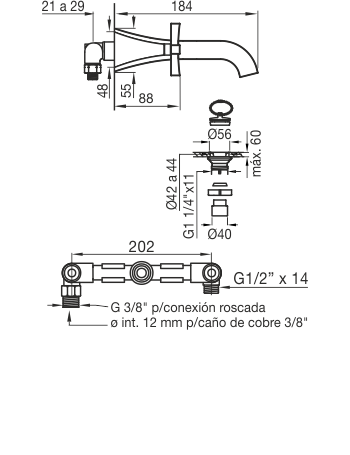 21 a 29
184
48
55
88
Ø56
máx. 60
Ø42 a 44
G1 1/4"x11
Ø40
202
G1/2" x 14
G 3/8" p/conexión roscada
ø int. 12 mm p/caño de cobre 3/8"